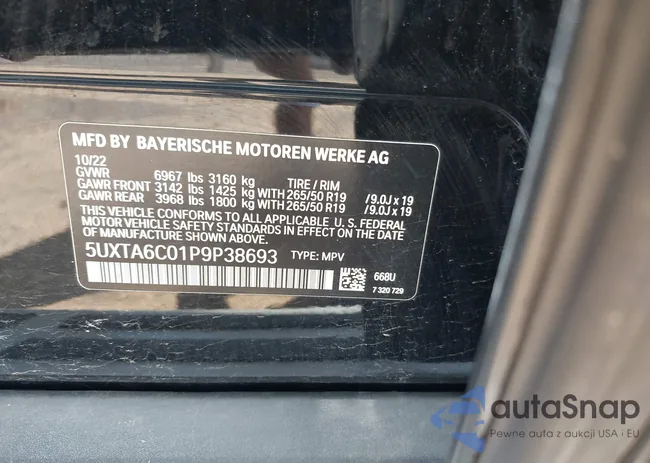 MFD BY BAYERISCHE MOTOREN WERKE AG
10/22
GVWR 6967 lbs 3160 kg TIRE / RIM
GAWR FRONT 3142 lbs 1425 kg WITH 265/50 R19 /9.0J x 19
GAWR REAR 3968 lbs 1800 kg WITH 265/50 R19 /9.0J x 19
THIS VEHICLE CONFORMS TO ALL APPLICABLE U. S. FEDERAL
MOTOR VEHICLE SAFETY STANDARDS IN EFFECT ON THE DATE
OF MANUFACTURE SHOWN ABOVE.
5UXTA6C01P9P38693 TYPE: MPV
668U
7 320 729
autaSnap
Pewne auta z aukcji USA i EU